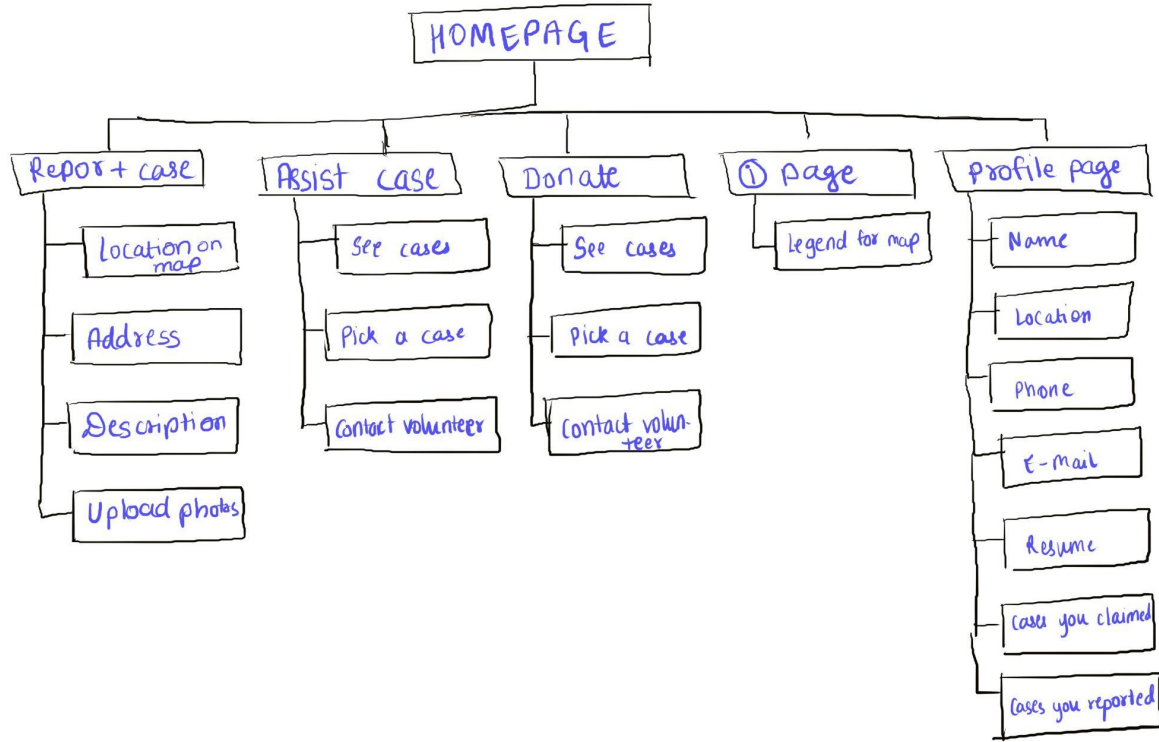 HOMEPAGE
Report case
Location on
map
Address
Description
Upload photos
Assist case
See cases
Pick a case
Contact volunteer
Donate
See cases
Pick a case
Contact volun-
teer
ⓘ page
Legend for map
Profile page
Name
Location
Phone
E-mail
Resume
Cases you claimed
Cases you reported